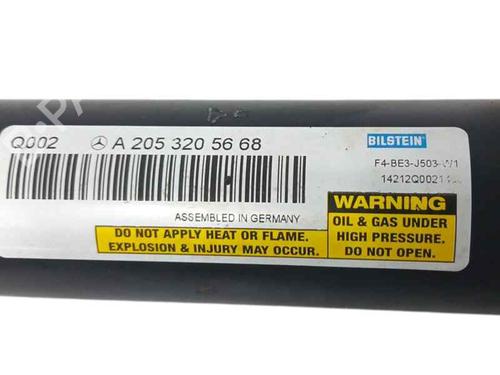 Q002 A 205 320 56 68
BILSTEIN
F4-BE3-J503-W1
ASSEMBLED IN GERMANY
DO NOT APPLY HEAT OR FLAME.
EXPLOSION & INJURY MAY OCCUR.
WARNING
OIL & GAS UNDER
HIGH PRESSURE.
DO NOT OPEN.